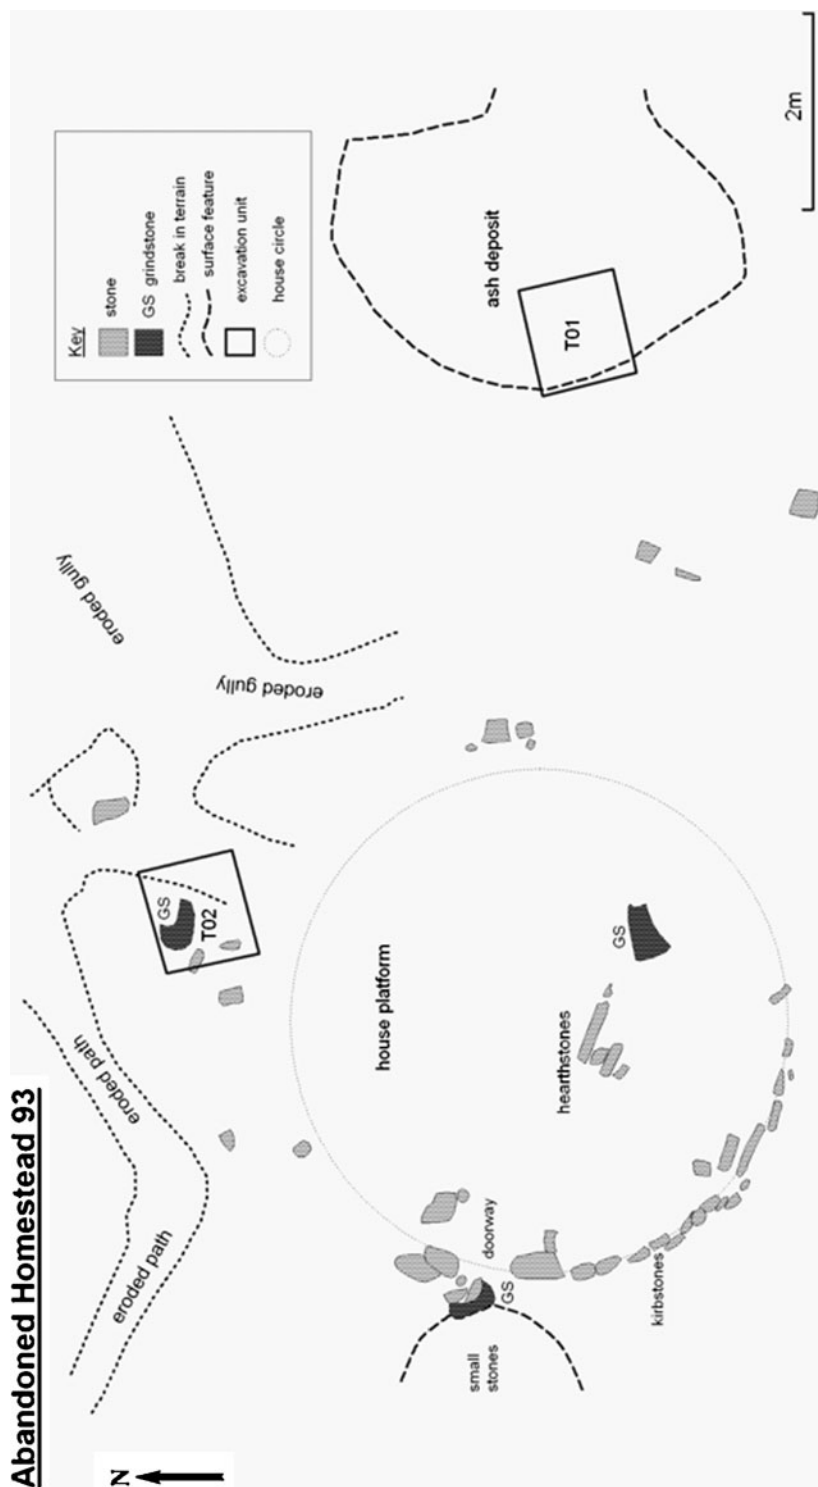 Abandoned Homestead 93
N
Key
stone
GS grindstone
break in terrain
surface feature
excavation unit
house circle
eroded path
eroded path
eroded gully
eroded gully
GS
T02
house platform
hearthstones
GS
doorway
GS
small
stones
kirbstones
ash deposit
T01
2m